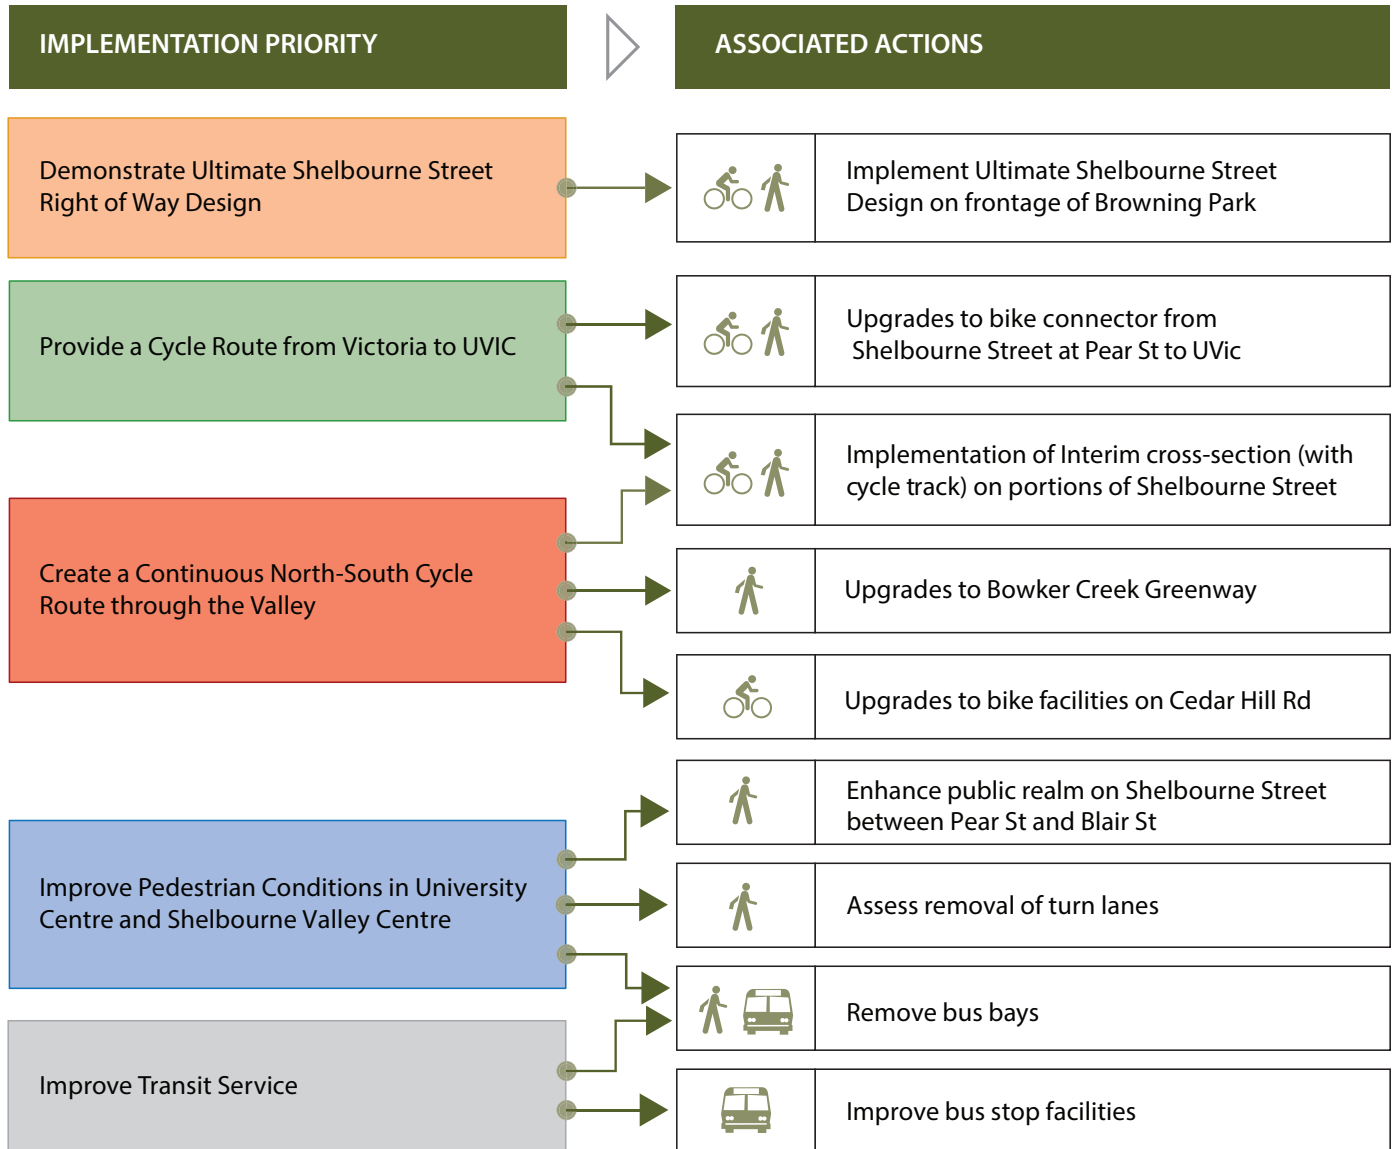 IMPLEMENTATION PRIORITY
ASSOCIATED ACTIONS
Demonstrate Ultimate Shelbourne Street
Right of Way Design
Implement Ultimate Shelbourne Street
Design on frontage of Browning Park
Provide a Cycle Route from Victoria to UVIC
Upgrades to bike connector from
Shelbourne Street at Pear St to UVic
Implementation of Interim cross-section (with
cycle track) on portions of Shelbourne Street
Create a Continuous North-South Cycle
Route through the Valley
Upgrades to Bowker Creek Greenway
Upgrades to bike facilities on Cedar Hill Rd
Improve Pedestrian Conditions in University
Centre and Shelbourne Valley Centre
Enhance public realm on Shelbourne Street
between Pear St and Blair St
Assess removal of turn lanes
Remove bus bays
Improve Transit Service
Improve bus stop facilities